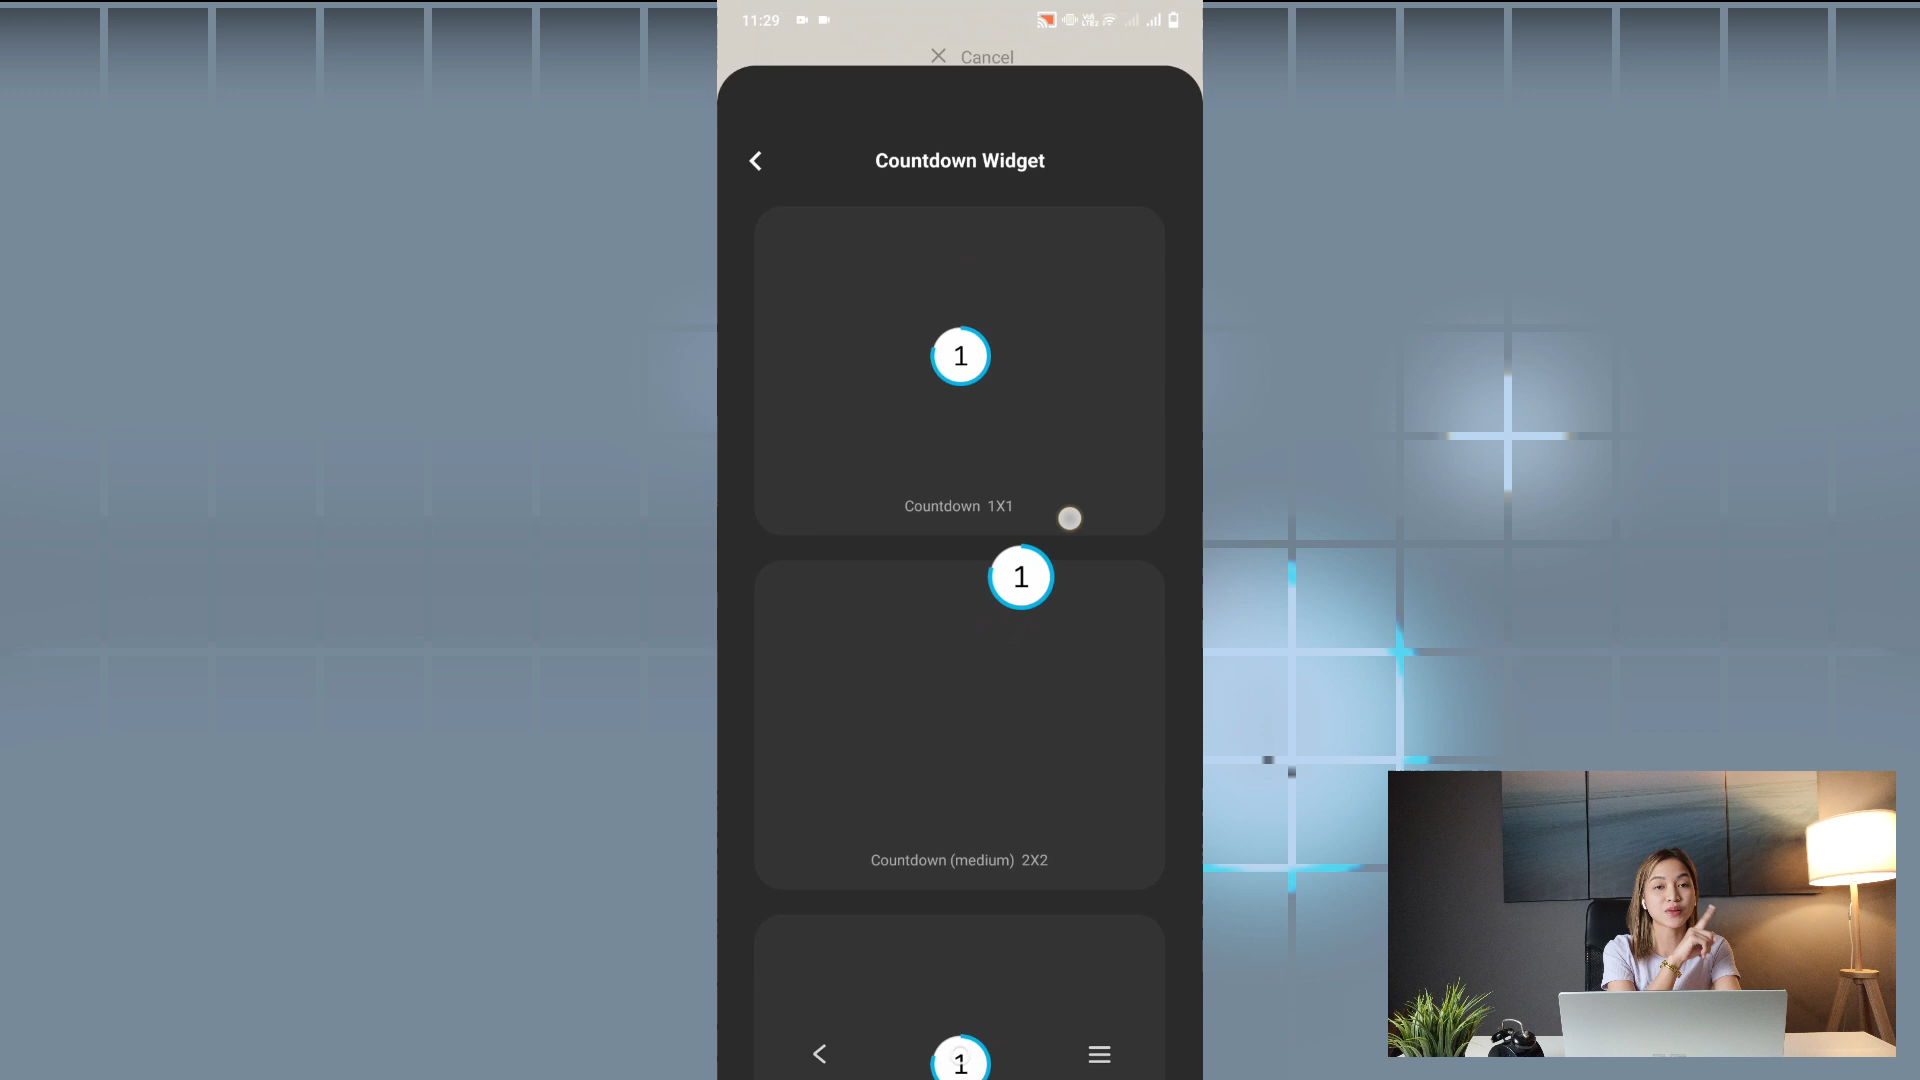 11:29
Cancel
Countdown Widget
1
Countdown 1X1
1
Countdown (medium) 2X2
1